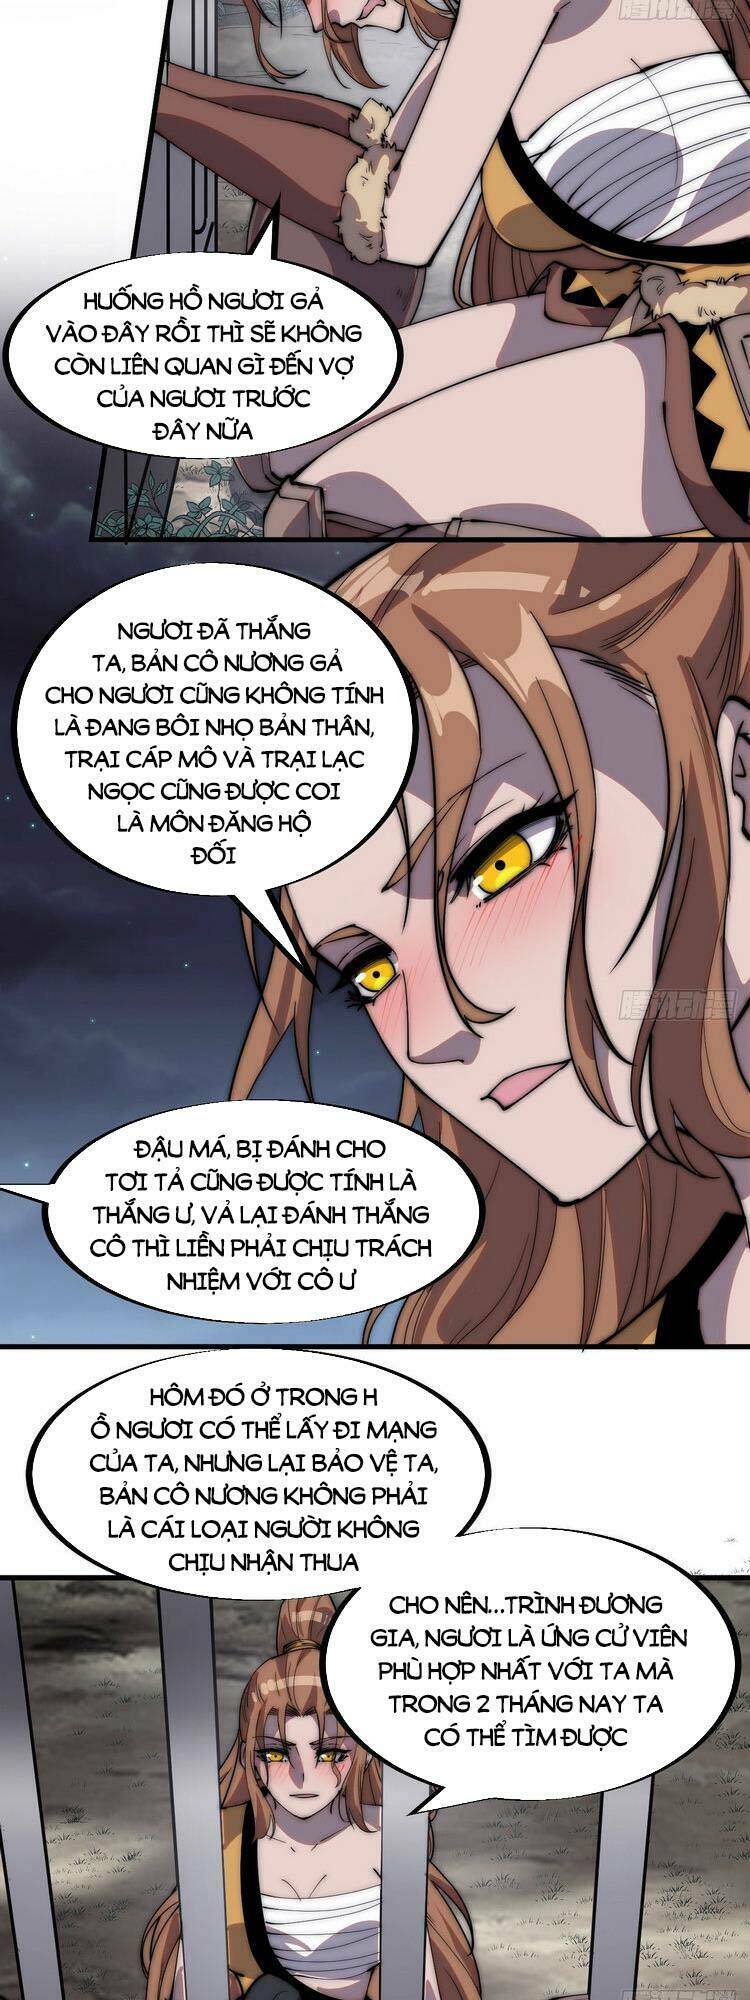 HUỐNG HỒ NGƯƠI GẢ
VÀO ĐÂY RỒI THÌ SẼ KHÔNG
CÒN LIÊN QUAN GÌ ĐẾN VỢ
CỦA NGƯƠI TRƯỚC
ĐÂY NỮA
NGƯƠI ĐÃ THẮNG
TA, BẢN CÔ NƯƠNG GẢ
CHO NGƯƠI CŨNG KHÔNG TÍNH
LÀ ĐANG BÔI NHỌ BẢN THÂN,
TRẠI CÁP MÔ VÀ TRẠI LẠC
NGỌC CŨNG ĐƯỢC COI
LÀ MÔN ĐĂNG HỘ
ĐỐI
腾讯动漫
ĐẬU MÁ, BỊ ĐÁNH CHO
TƠI TẢ CŨNG ĐƯỢC TÍNH LÀ
THẮNG Ư, VẢ LẠI ĐÁNH THẮNG
CÔ THÌ LIỀN PHẢI CHỊU TRÁCH
NHIỆM VỚI CÔ Ư
HÔM ĐÓ Ở TRONG H
Ồ NGƯƠI CÓ THỂ LẤY ĐI MẠNG
CỦA TA, NHƯNG LẠI BẢO VỆ TA,
BẢN CÔ NƯƠNG KHÔNG PHẢI
LÀ CÁI LOẠI NGƯỜI KHÔNG
CHỊU NHẬN THUA
CHO NÊN...TRÌNH ĐƯƠNG
GIA, NGƯƠI LÀ ỨNG CỬ VIÊN
PHÙ HỢP NHẤT VỚI TA MÀ
TRONG 2 THÁNG NAY TA
CÓ THỂ TÌM ĐƯỢC